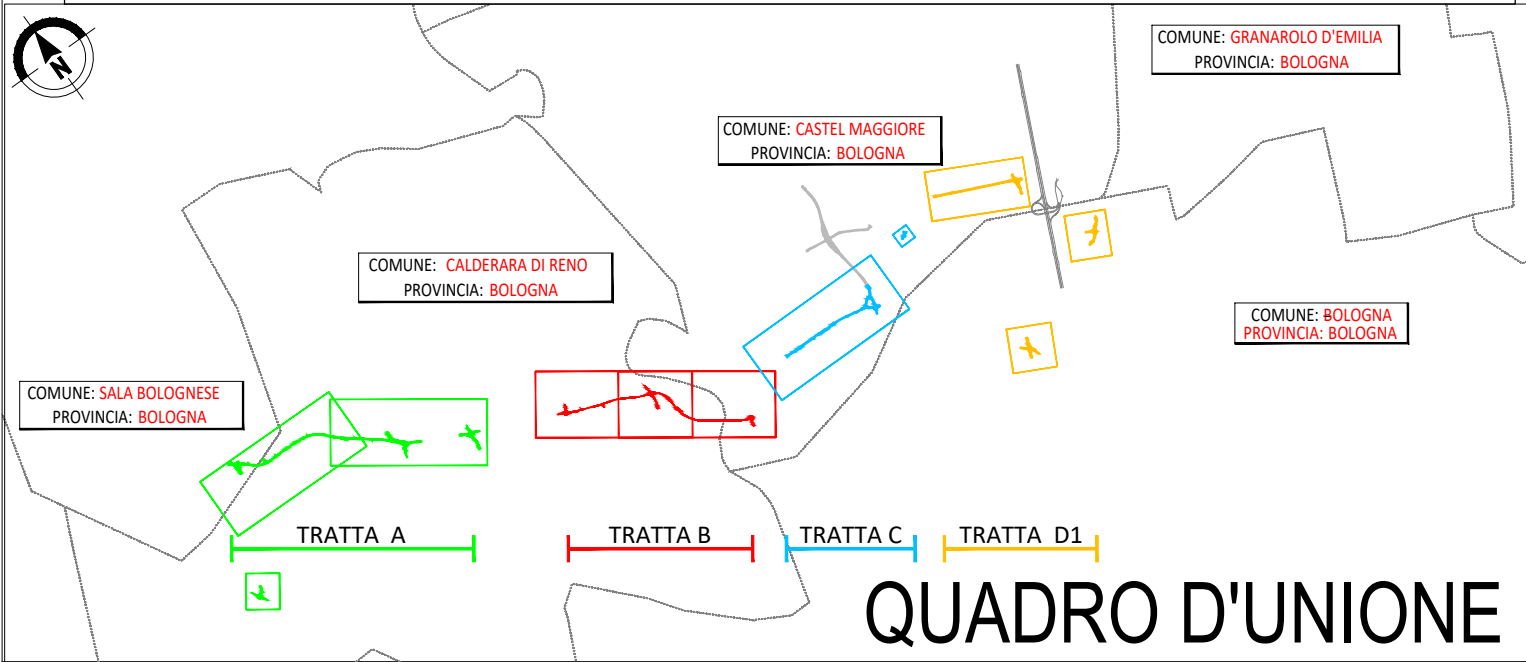 N
COMUNE: GRANAROLO D'EMILIA
PROVINCIA: BOLOGNA
COMUNE: CASTEL MAGGIORE
PROVINCIA: BOLOGNA
COMUNE: CALDERARA DI RENO
PROVINCIA: BOLOGNA
COMUNE: BOLOGNA
PROVINCIA: BOLOGNA
COMUNE: SALA BOLOGNESE
PROVINCIA: BOLOGNA
TRATTA A
TRATTA B
TRATTA C
TRATTA D1
QUADRO D'UNIONE